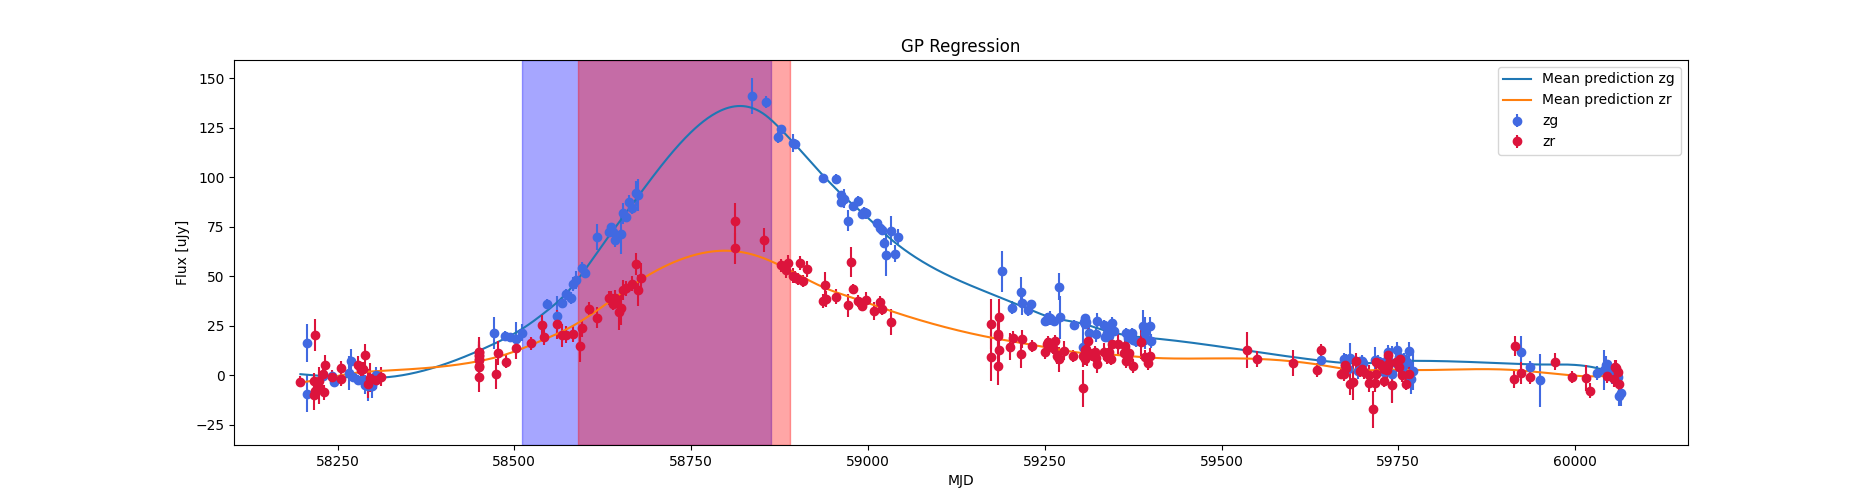 GP Regression
150
125
100
75
50
25
0
−25
Flux [uJy]
58250
58500
58750
59000
59250
59500
59750
60000
MJD
Mean prediction zg
Mean prediction zr
zg
zr